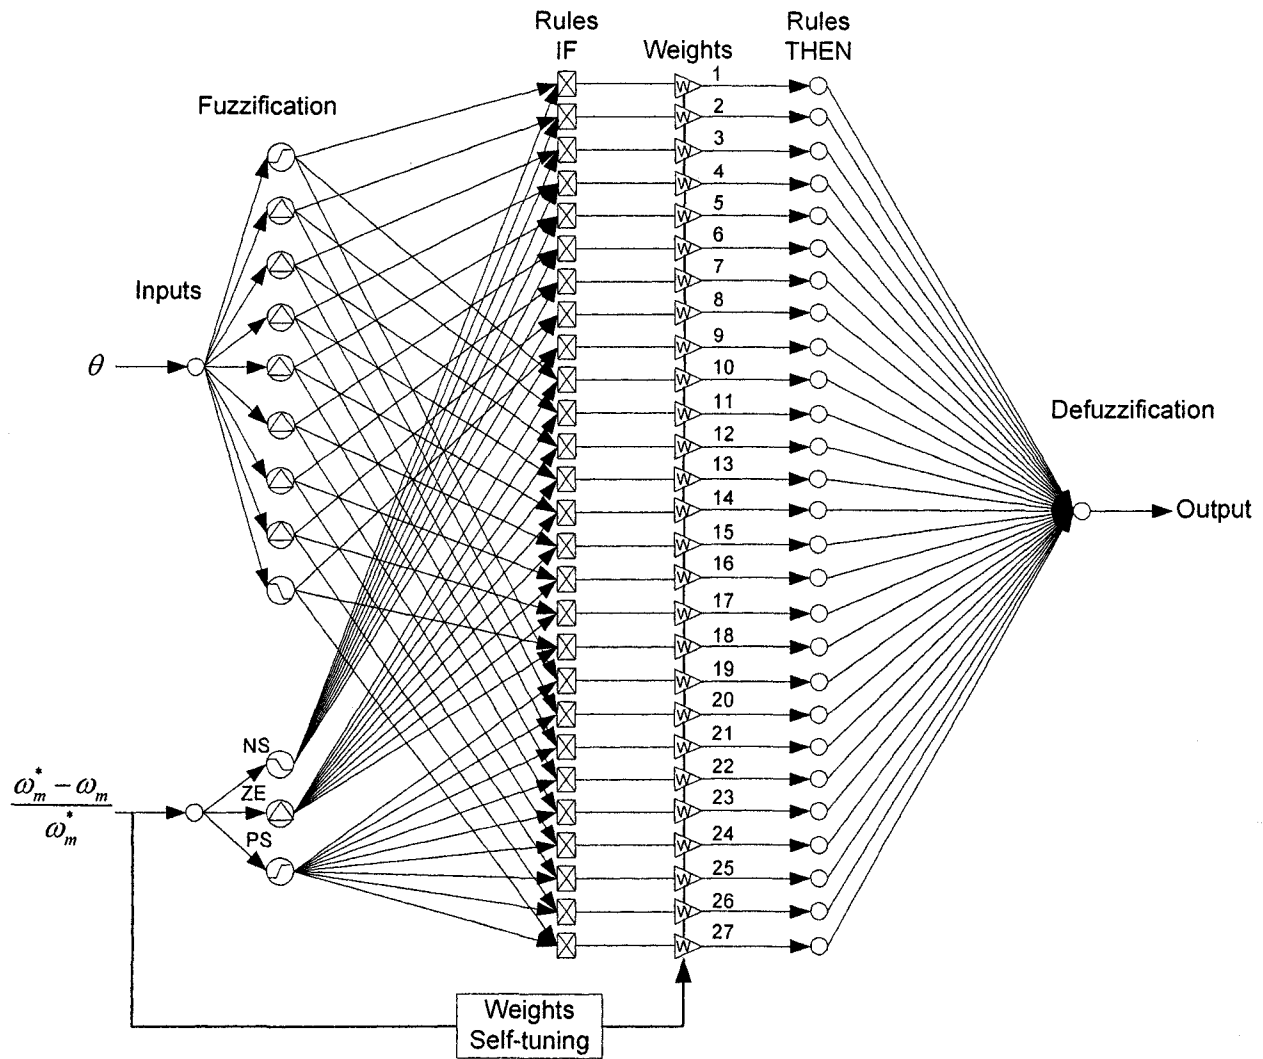 Rules
IF
Weights
Rules
THEN
Fuzzification
Inputs
θ
NS
ZE
PS
ω*m − ωm
ω*m
W 1
W 2
W 3
W 4
W 5
W 6
W 7
W 8
W 9
W 10
W 11
W 12
W 13
W 14
W 15
W 16
W 17
W 18
W 19
W 20
W 21
W 22
W 23
W 24
W 25
W 26
W 27
Defuzzification
Output
Weights
Self-tuning